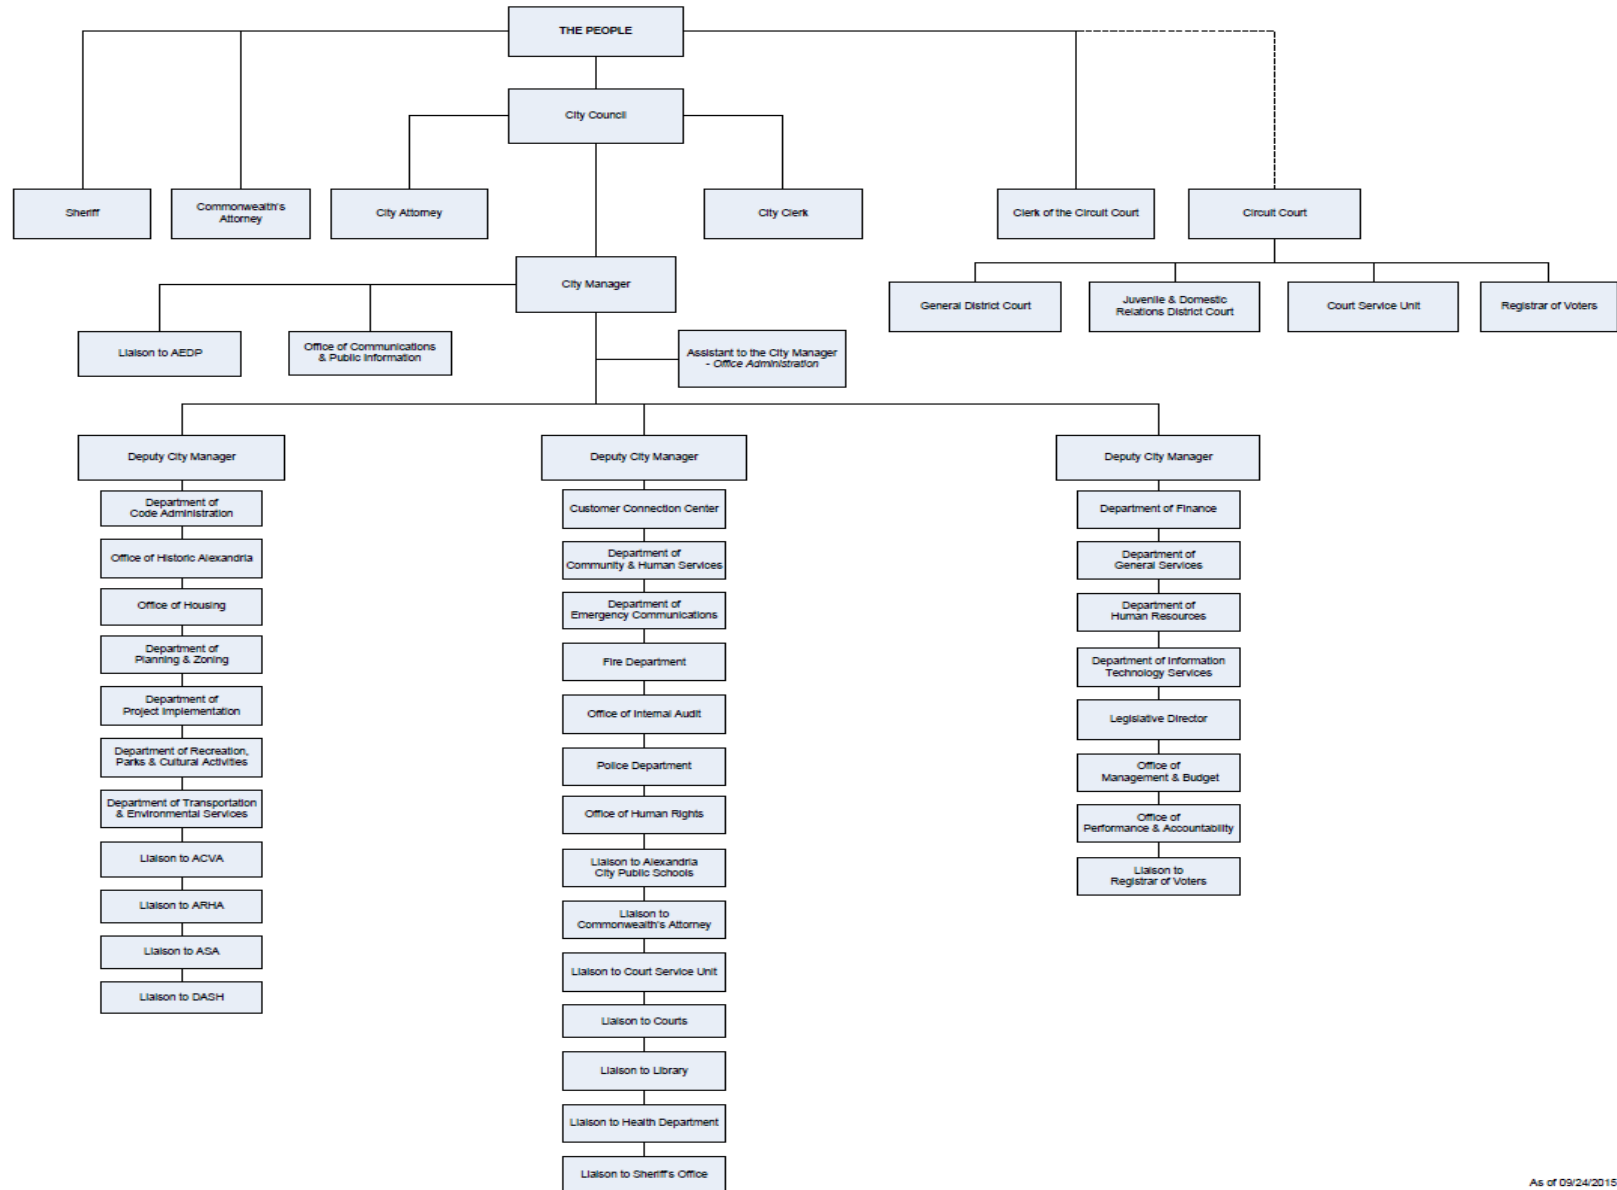 THE PEOPLE
City Council
Sheriff
Commonwealth's
Attorney
City Attorney
City Clerk
Clerk of the Circuit Court
Circuit Court
City Manager
General District Court
Juvenile & Domestic
Relations District Court
Court Service Unit
Registrar of Voters
Liaison to AEDP
Office of Communications
& Public Information
Assistant to the City Manager
- Office Administration
Deputy City Manager
Department of
Code Administration
Office of Historic Alexandria
Office of Housing
Department of
Planning & Zoning
Department of
Project Implementation
Department of Recreation,
Parks & Cultural Activities
Department of Transportation
& Environmental Services
Liaison to ACVA
Liaison to ARHA
Liaison to ASA
Liaison to DASH
Deputy City Manager
Customer Connection Center
Department of
Community & Human Services
Department of
Emergency Communications
Fire Department
Office of Internal Audit
Police Department
Office of Human Rights
Liaison to Alexandria
City Public Schools
Liaison to
Commonwealth's Attorney
Liaison to Court Service Unit
Liaison to Courts
Liaison to Library
Liaison to Health Department
Liaison to Sheriff's Office
Deputy City Manager
Department of Finance
Department of
General Services
Department of
Human Resources
Department of Information
Technology Services
Legislative Director
Office of
Management & Budget
Office of
Performance & Accountability
Liaison to
Registrar of Voters
As of 09/24/2015